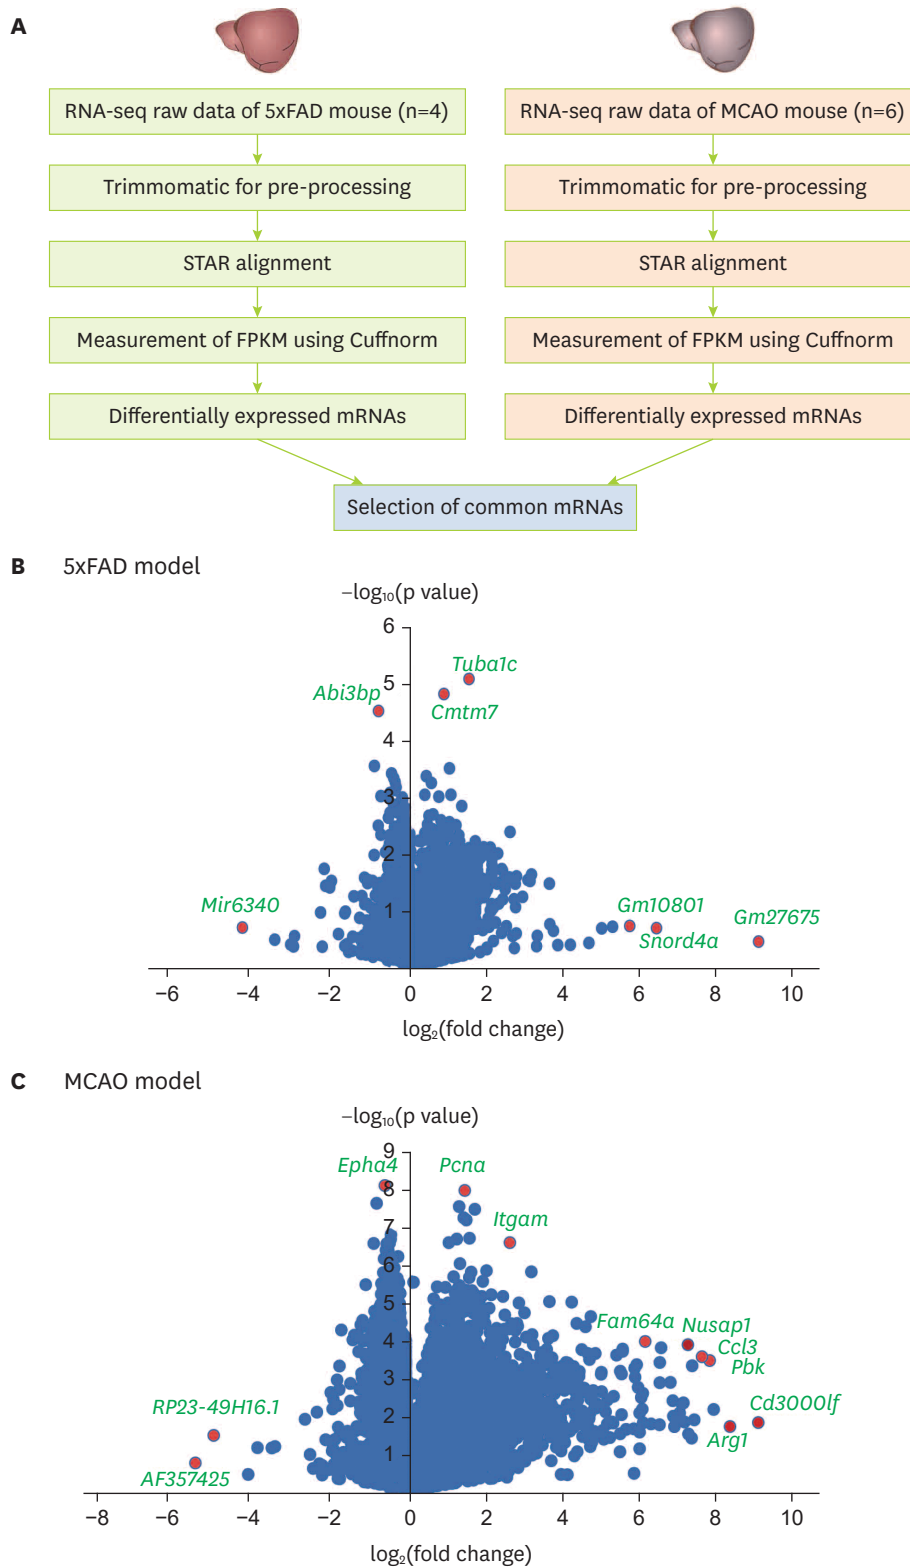 A
RNA-seq raw data of 5xFAD mouse (n=4)
RNA-seq raw data of MCAO mouse (n=6)
Trimmomatic for pre-processing
Trimmomatic for pre-processing
STAR alignment
STAR alignment
Measurement of FPKM using Cuffnorm
Measurement of FPKM using Cuffnorm
Differentially expressed mRNAs
Differentially expressed mRNAs
Selection of common mRNAs
B 5xFAD model
−log₁₀(p value)
6
5
4
3
2
1
Tuba1c
Abi3bp
Cmtm7
Mir6340
Gm10801
Gm27675
Snord4a
−6 −4 −2 0 2 4 6 8 10
log₂(fold change)
C MCAO model
−log₁₀(p value)
9
8
7
6
5
4
3
2
1
Epha4
Pcna
Itgam
Fam64a
Nusap1
Ccl3
Pbk
RP23-49H16.1
Cd3000lf
Arg1
AF357425
−8 −6 −4 −2 0 2 4 6 8 10
log₂(fold change)